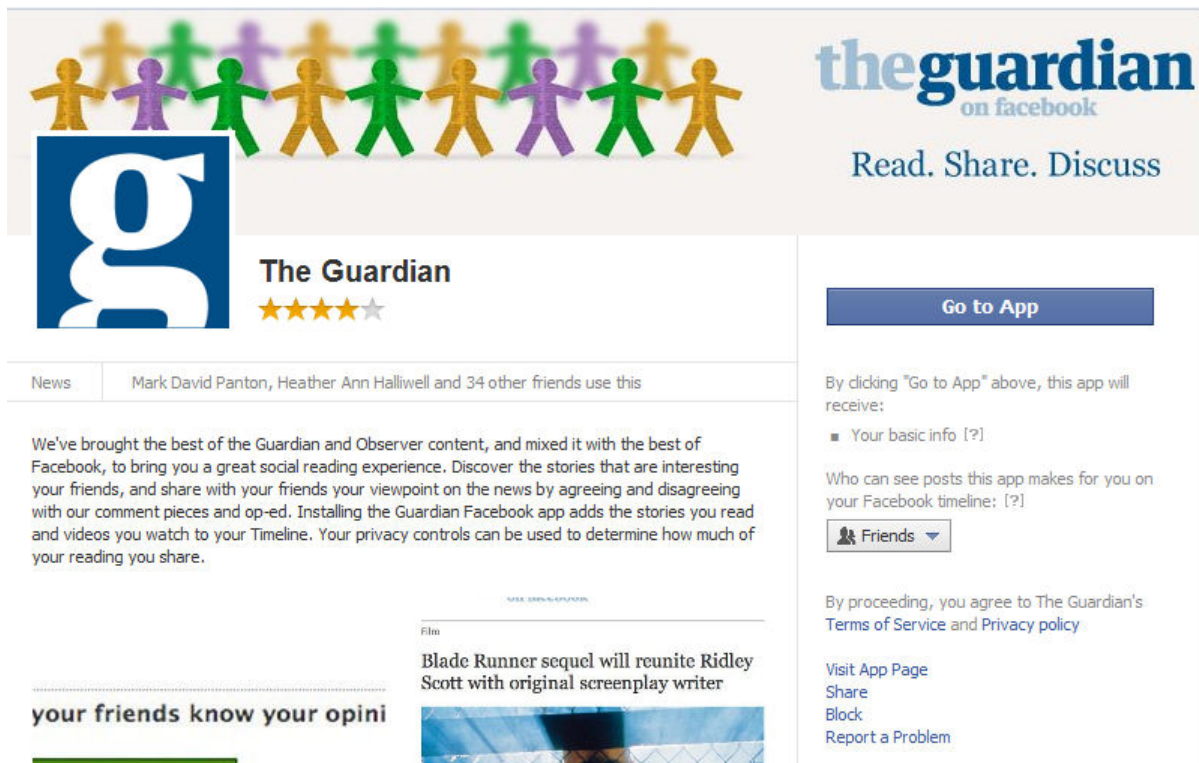 theguardian
on facebook
Read. Share. Discuss
g
The Guardian
News
Mark David Panton, Heather Ann Halliwell and 34 other friends use this
We've brought the best of the Guardian and Observer content, and mixed it with the best of
Facebook, to bring you a great social reading experience. Discover the stories that are interesting
your friends, and share with your friends your viewpoint on the news by agreeing and disagreeing
with our comment pieces and op-ed. Installing the Guardian Facebook app adds the stories you read
and videos you watch to your Timeline. Your privacy controls can be used to determine how much of
your reading you share.
your friends know your opini
on facebook
Film
Blade Runner sequel will reunite Ridley
Scott with original screenplay writer
Go to App
By clicking "Go to App" above, this app will
receive:
Your basic info [?]
Who can see posts this app makes for you on
your Facebook timeline: [?]
Friends
By proceeding, you agree to The Guardian's
Terms of Service and Privacy policy
Visit App Page
Share
Block
Report a Problem